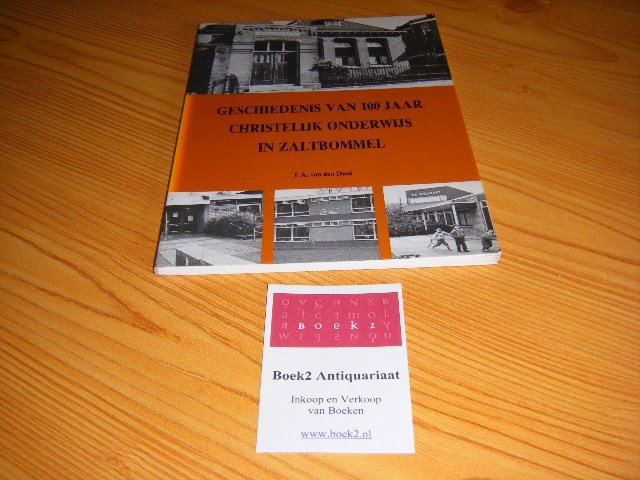 GESCHIEDENIS VAN 100 JAAR
CHRISTELIJK ONDERWIJS
IN ZALTBOMMEL
T.A. van den Dool
BOEK2
Boek2 Antiquariaat
Inkoop en Verkoop
van Boeken
www.boek2.nl